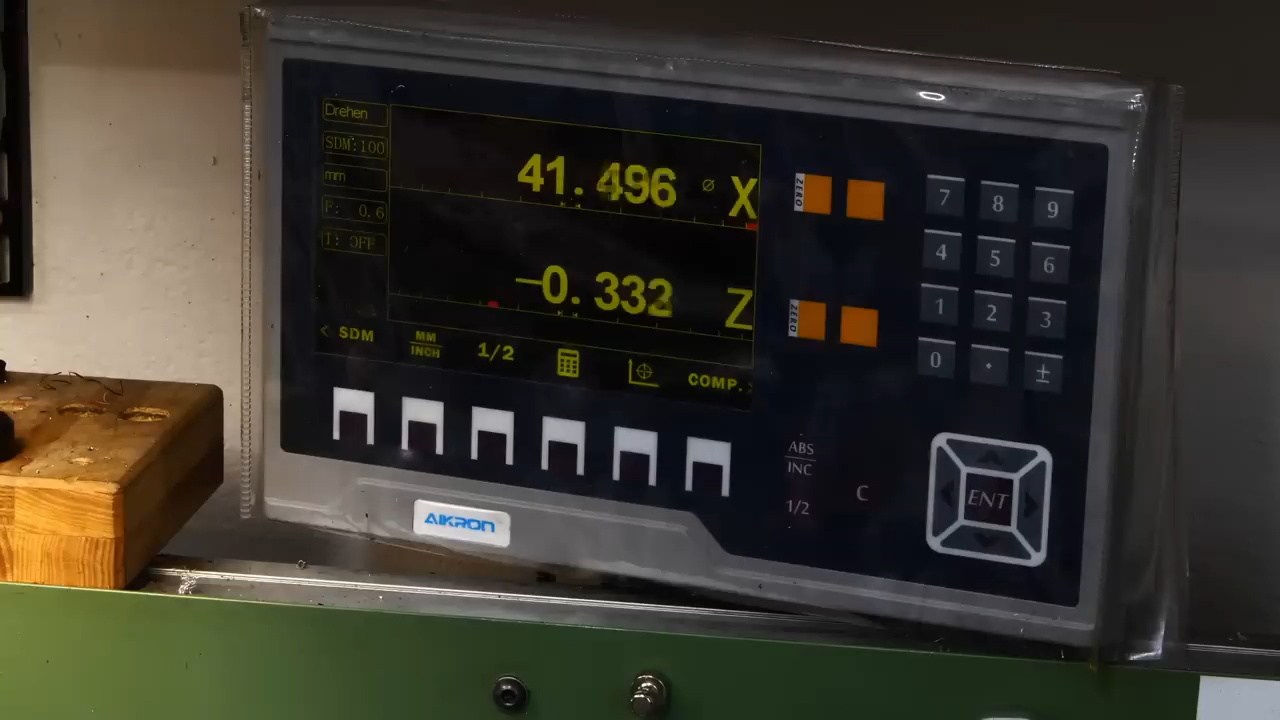 Drehen
SDM:100
mm
F: 0.6
T: OFF
41.496 ⌀ X
-0.332 Z
< SDM
MM
INCH
1/2
COMP.
ZERO
ZERO
7 8 9
4 5 6
1 2 3
0 . ±
ABS
INC
1/2
C
ENT
AIKRON